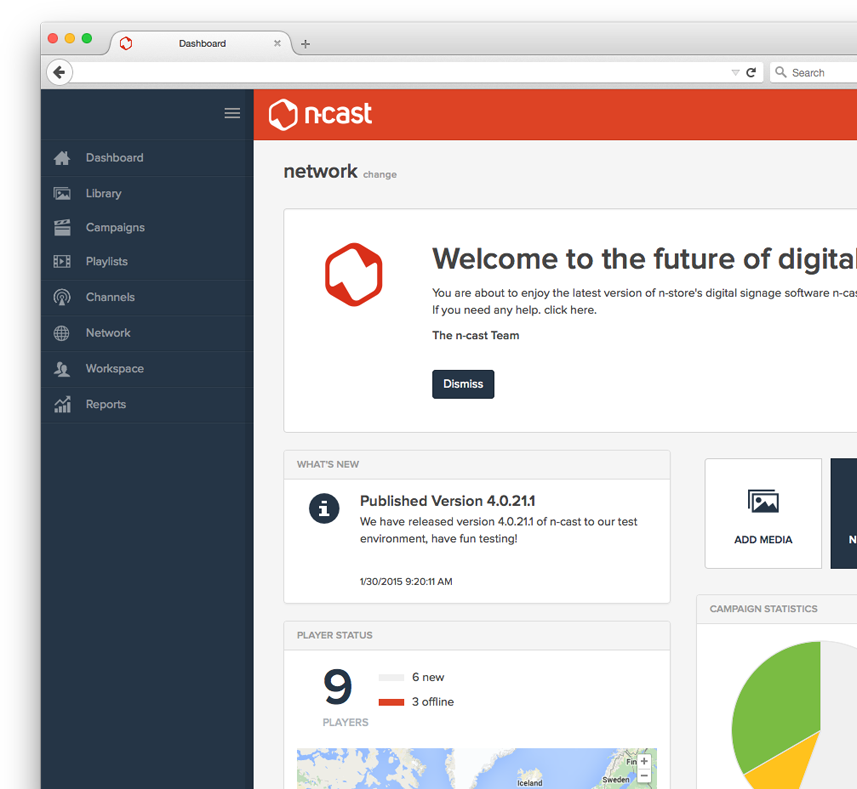 Dashboard
Search
n-cast
Dashboard
Library
Campaigns
Playlists
Channels
Network
Workspace
Reports
network change
Welcome to the future of digital
You are about to enjoy the latest version of n-store's digital signage software n-cas
If you need any help. click here.
The n-cast Team
Dismiss
WHAT'S NEW
Published Version 4.0.21.1
We have released version 4.0.21.1 of n-cast to our test
environment, have fun testing!
1/30/2015 9:20:11 AM
ADD MEDIA
N
PLAYER STATUS
9
PLAYERS
6 new
3 offline
Iceland
Sweden
Fin
CAMPAIGN STATISTICS